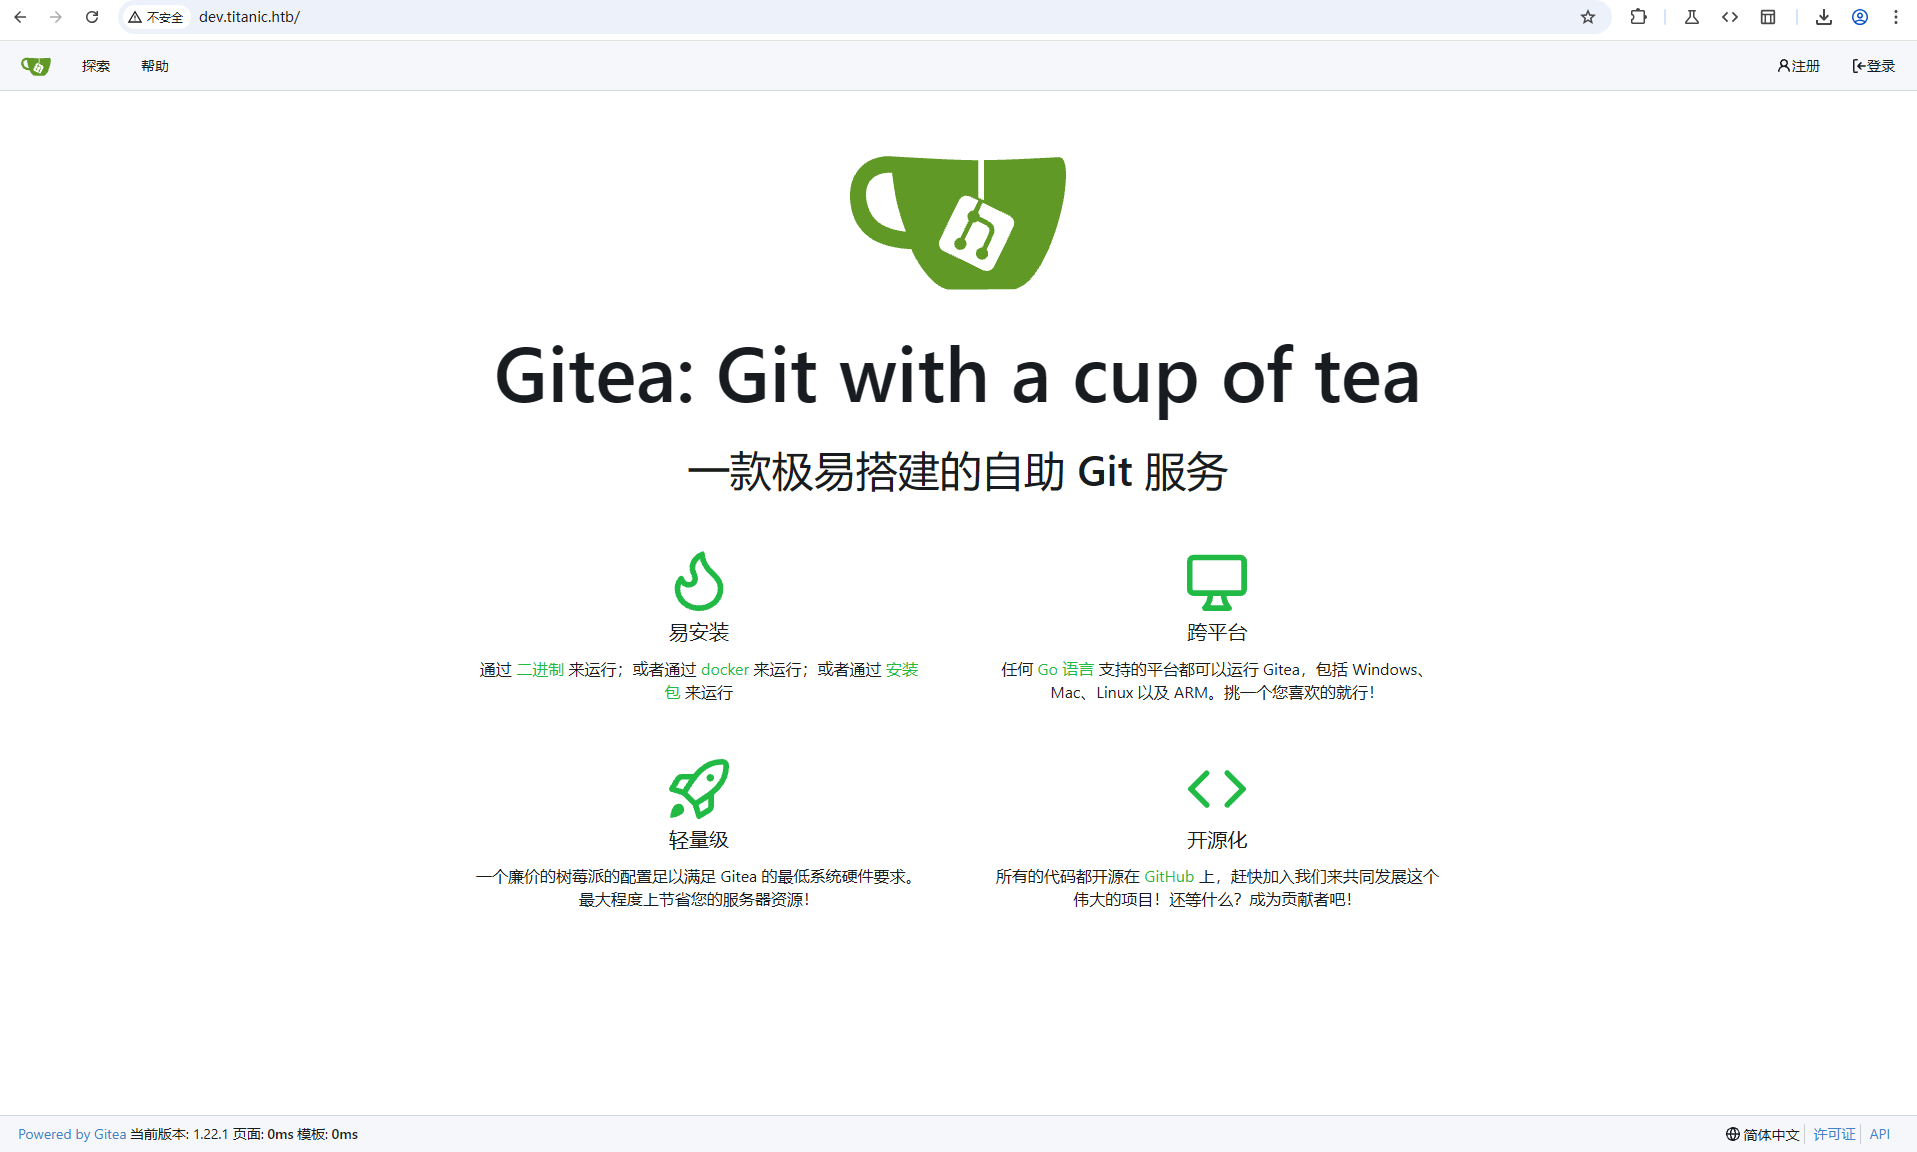 不安全 dev.titanic.htb/
探索 帮助 注册 登录
Gitea: Git with a cup of tea
一款极易搭建的自助 Git 服务
易安装
通过 二进制 来运行；或者通过 docker 来运行；或者通过 安装
包 来运行
跨平台
任何 Go 语言 支持的平台都可以运行 Gitea，包括 Windows、
Mac、Linux 以及 ARM。挑一个您喜欢的就行！
轻量级
一个廉价的树莓派的配置足以满足 Gitea 的最低系统硬件要求。
最大程度上节省您的服务器资源！
开源化
所有的代码都开源在 GitHub 上，赶快加入我们来共同发展这个
伟大的项目！还等什么？成为贡献者吧！
Powered by Gitea 当前版本: 1.22.1 页面: 0ms 模板: 0ms 简体中文 许可证 API